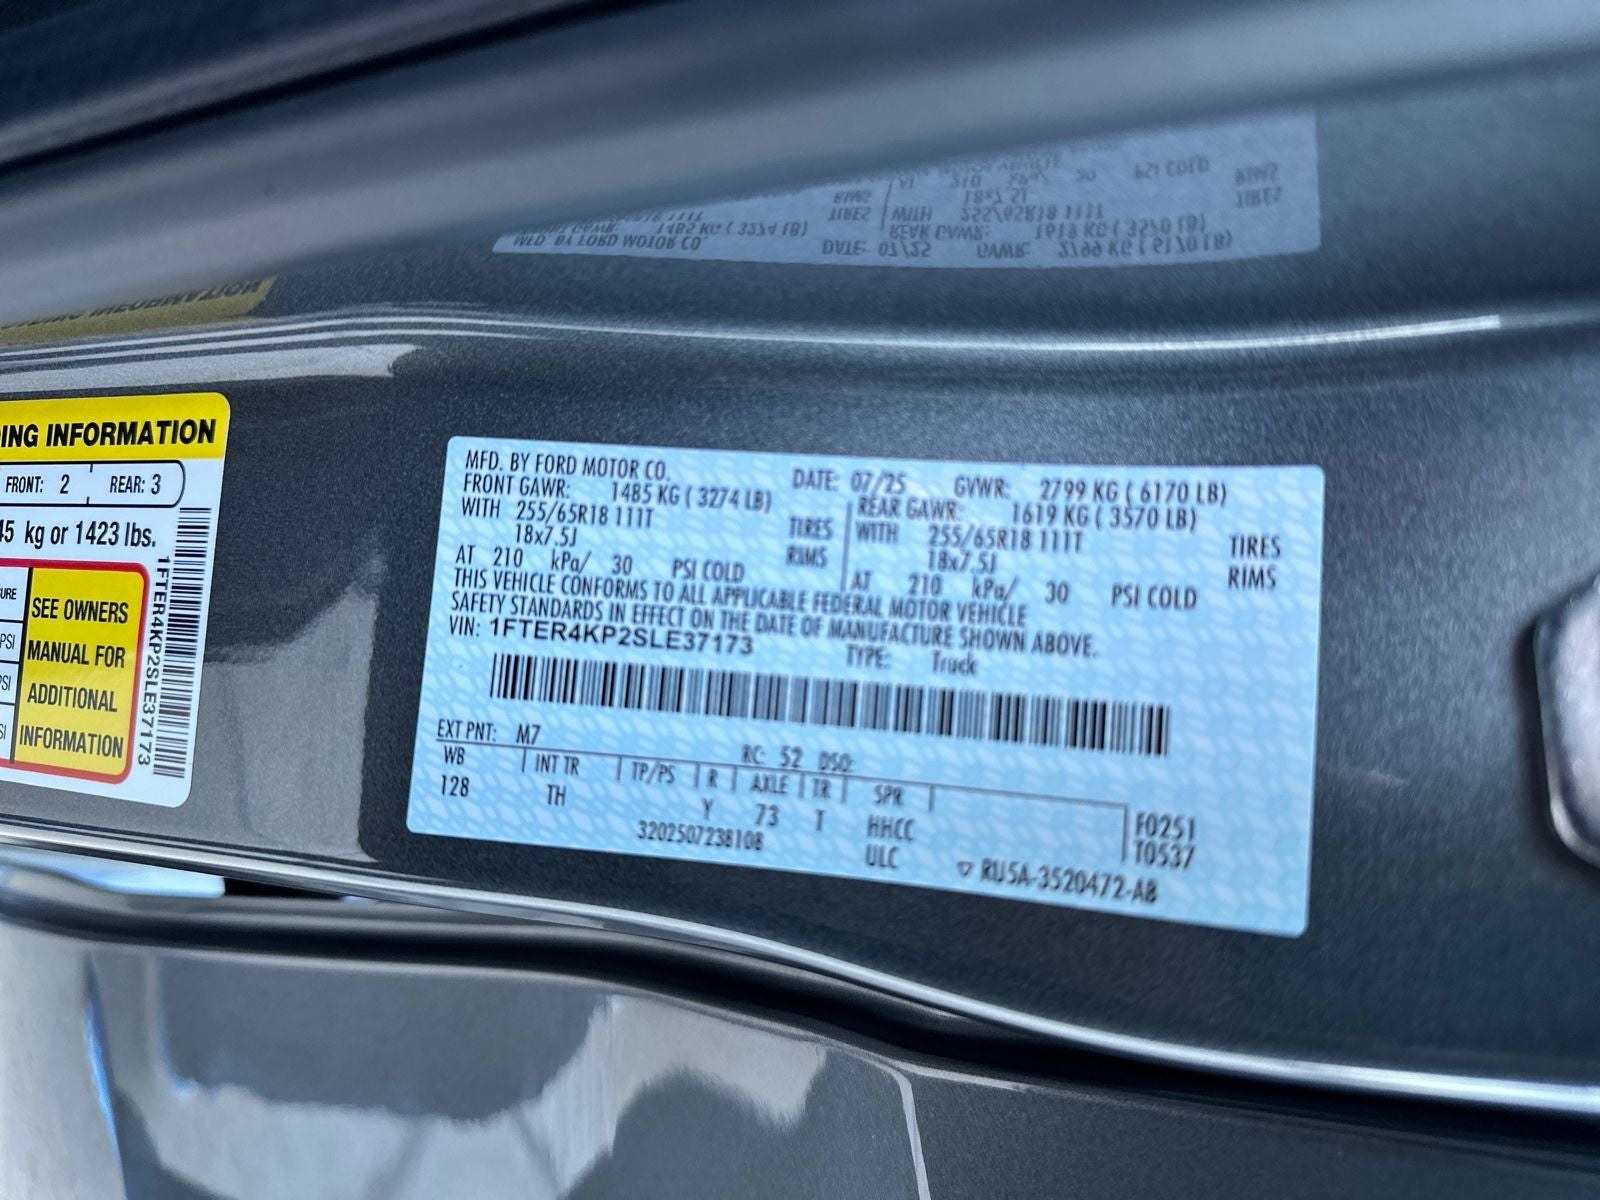 ING INFORMATION
FRONT: 2 REAR: 3
45 kg or 1423 lbs.
URE
PSI
PSI
SI
SEE OWNERS
MANUAL FOR
ADDITIONAL
INFORMATION
1FTER4KP2SLE37173
MFD. BY FORD MOTOR CO. DATE: 07/25 GVWR: 2799 KG ( 6170 LB)
FRONT GAWR: 1485 KG ( 3274 LB) REAR GAWR: 1619 KG ( 3570 LB)
WITH 255/65R18 111T TIRES WITH 255/65R18 111T TIRES
18x7.5J RIMS 18x7.5J RIMS
AT 210 kPa/ 30 PSI COLD AT 210 kPa/ 30 PSI COLD
THIS VEHICLE CONFORMS TO ALL APPLICABLE FEDERAL MOTOR VEHICLE
SAFETY STANDARDS IN EFFECT ON THE DATE OF MANUFACTURE SHOWN ABOVE.
VIN: 1FTER4KP2SLE37173 TYPE: Truck
EXT PNT: M7 RC: 52 DSO:
WB INT TR TP/PS R AXLE TR SPR
128 TH Y 73 T HHCC F0251
3202507238108 ULC T0537
▽ RU5A-3520472-AB